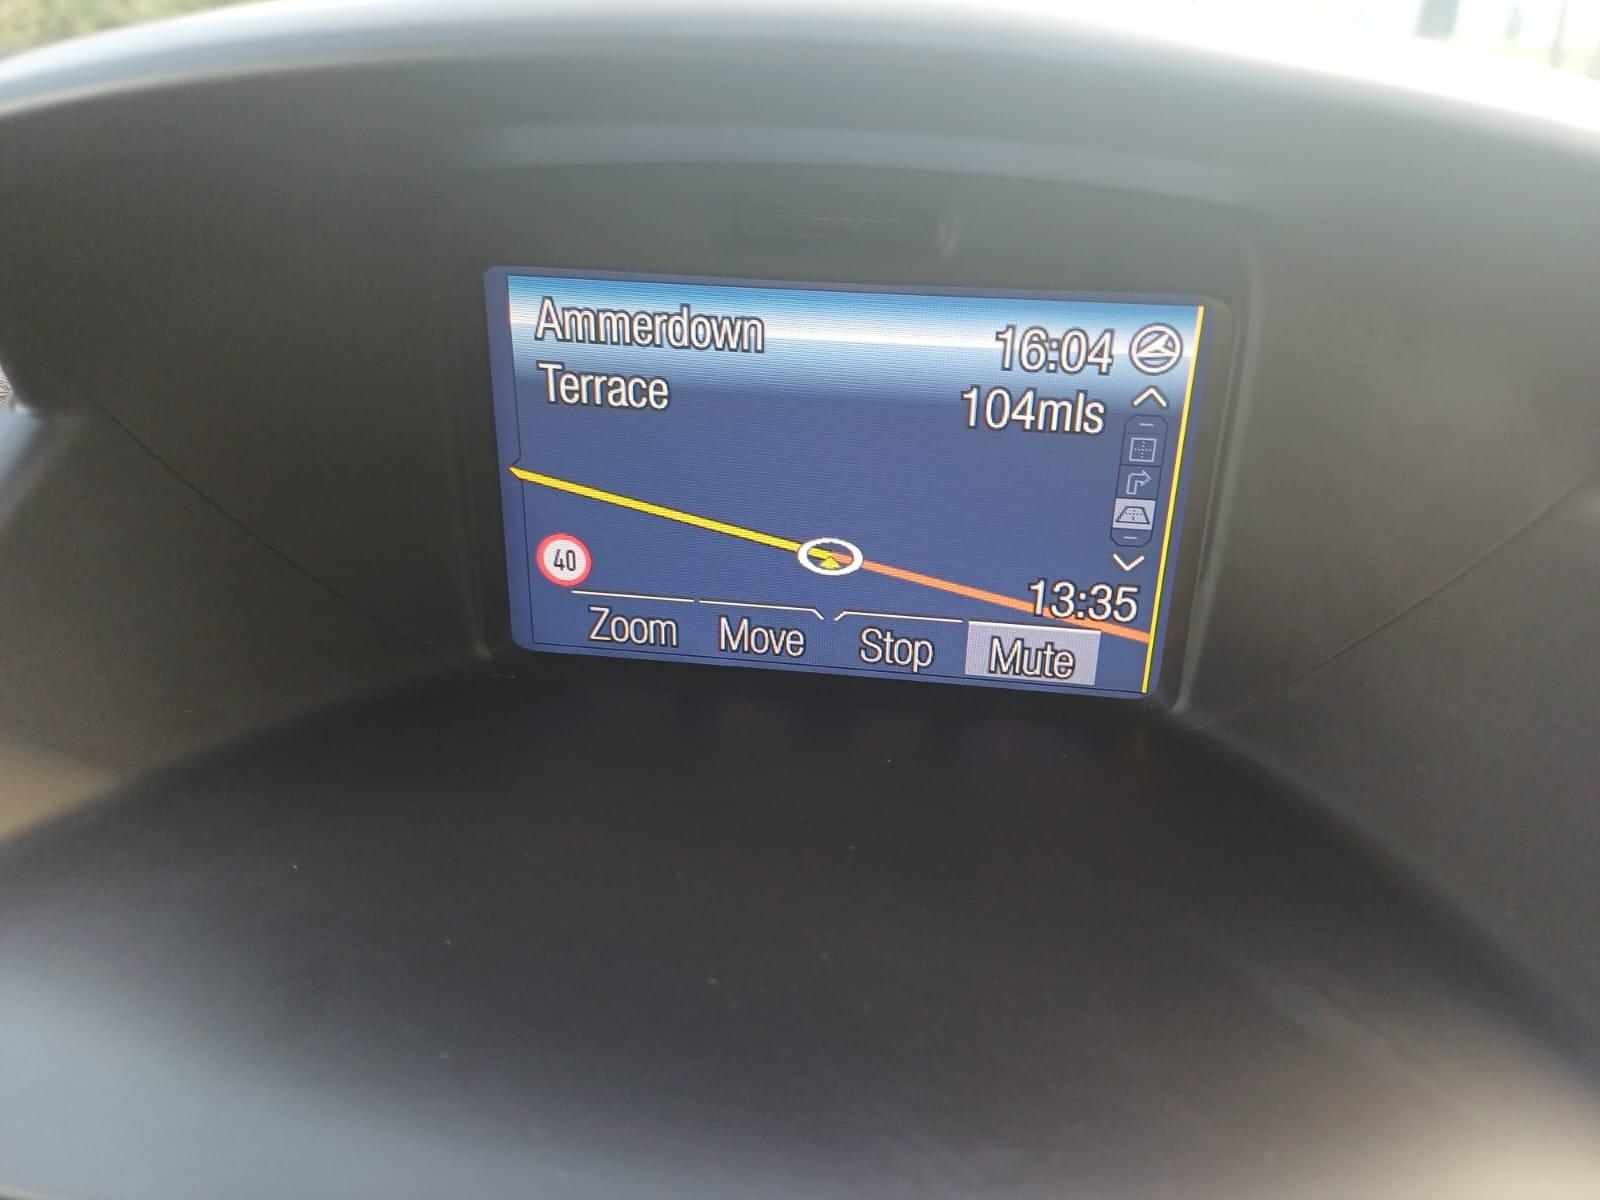 Ammerdown
Terrace
16:04
104mls
40
13:35
Zoom Move Stop Mute